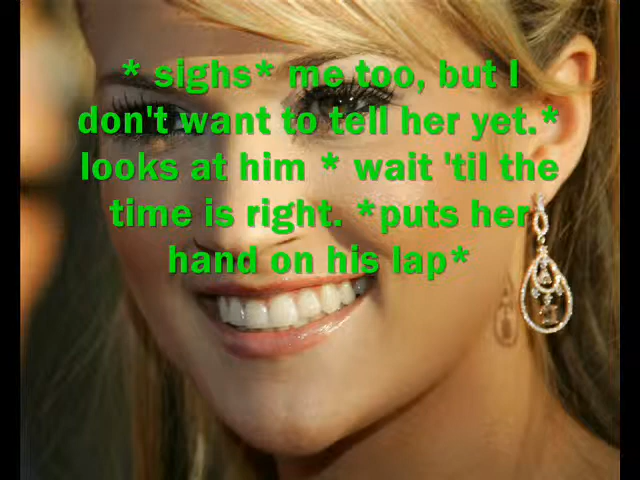 * sighs* me too, but I
don't want to tell her yet.*
looks at him * wait 'til the
time is right. *puts her
hand on his lap*